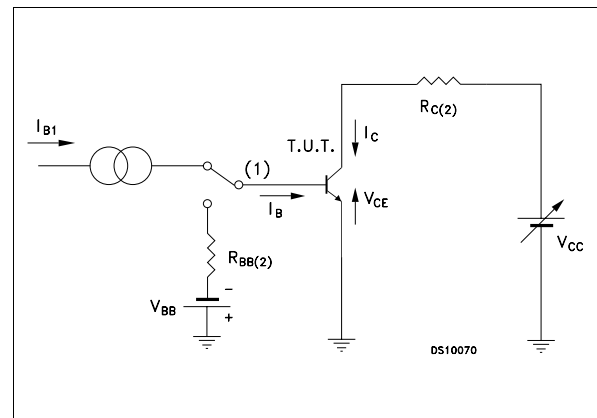 I_B1
(1)
I_B
T.U.T.
I_C
V_CE
R_C(2)
V_CC
R_BB(2)
V_BB
-
+
DS10070